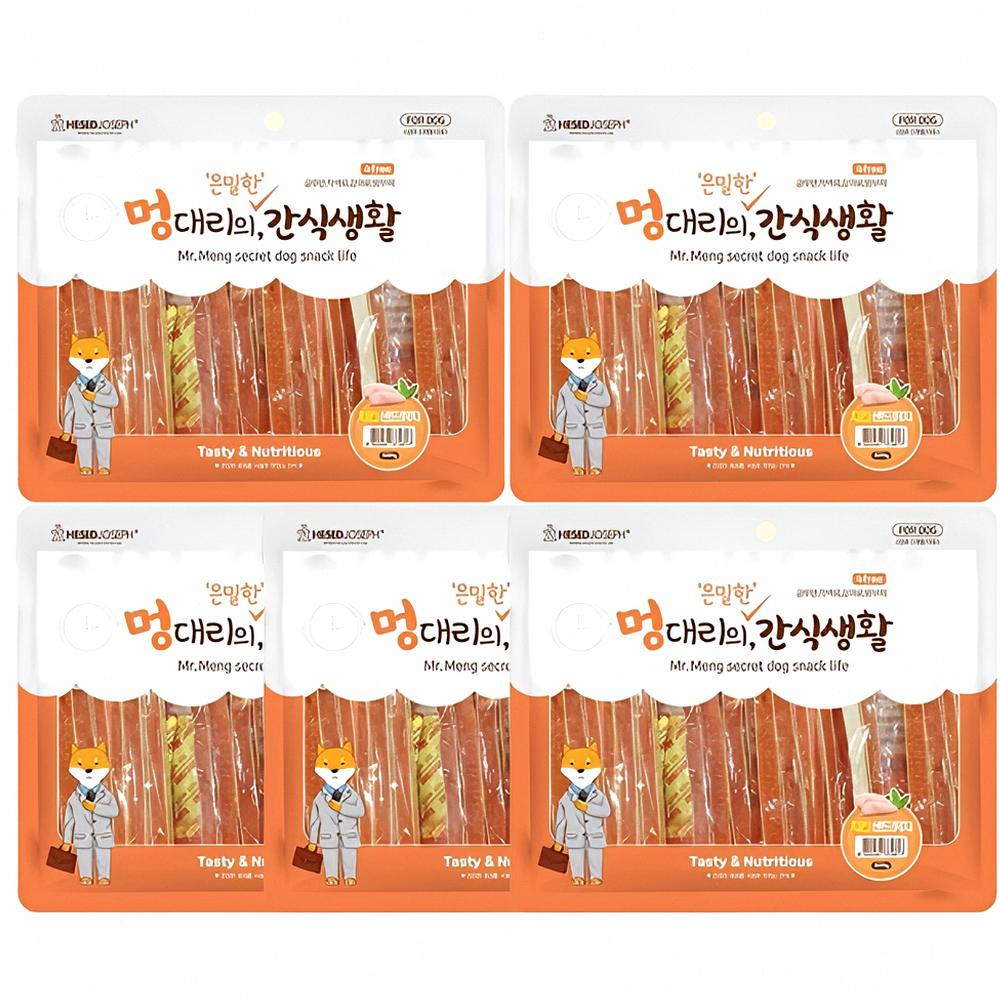 HESED JOSEPH
FOR DOG
'은밀한'
멍대리의, 간식생활
Mr. Meng secret dog snack life
Tasty & Nutritious
HESED JOSEPH
FOR DOG
'은밀한'
멍대리의, 간식생활
Mr. Meng secret dog snack life
Tasty & Nutritious
HESED JOSEPH
'은밀한'
멍대리의,
Mr. Meng secre
Tasty & Nu
HESED JOSEPH
'은밀한'
멍대리의,
Mr. Meng secre
Tasty & Nu
HESED JOSEPH
FOR DOG
'은밀한'
멍대리의, 간식생활
Mr. Meng secret dog snack life
Tasty & Nutritious